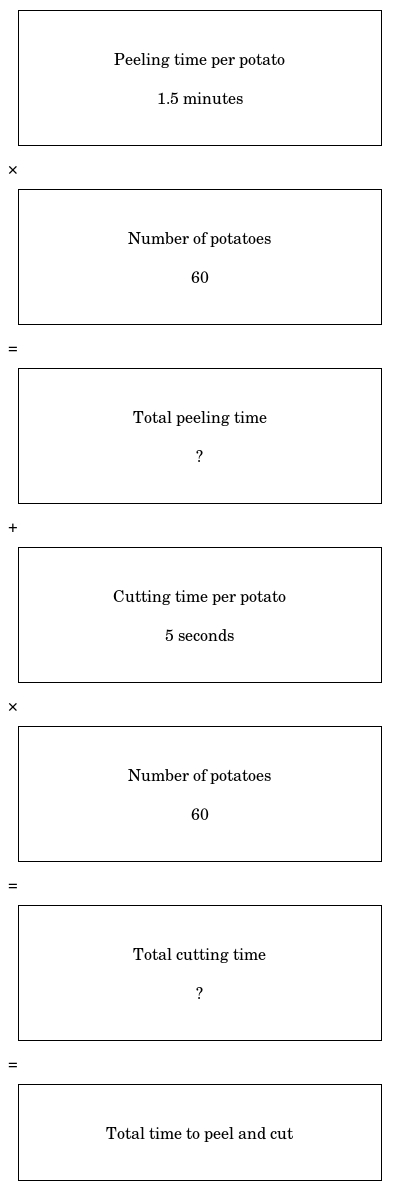 Peeling time per potato
1.5 minutes
×
Number of potatoes
60
=
Total peeling time
?
+
Cutting time per potato
5 seconds
×
Number of potatoes
60
=
Total cutting time
?
=
Total time to peel and cut